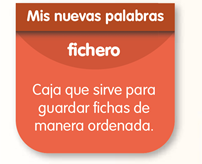 Mis nuevas palabras
fichero
Caja que sirve para
guardar fichas de
manera ordenada.